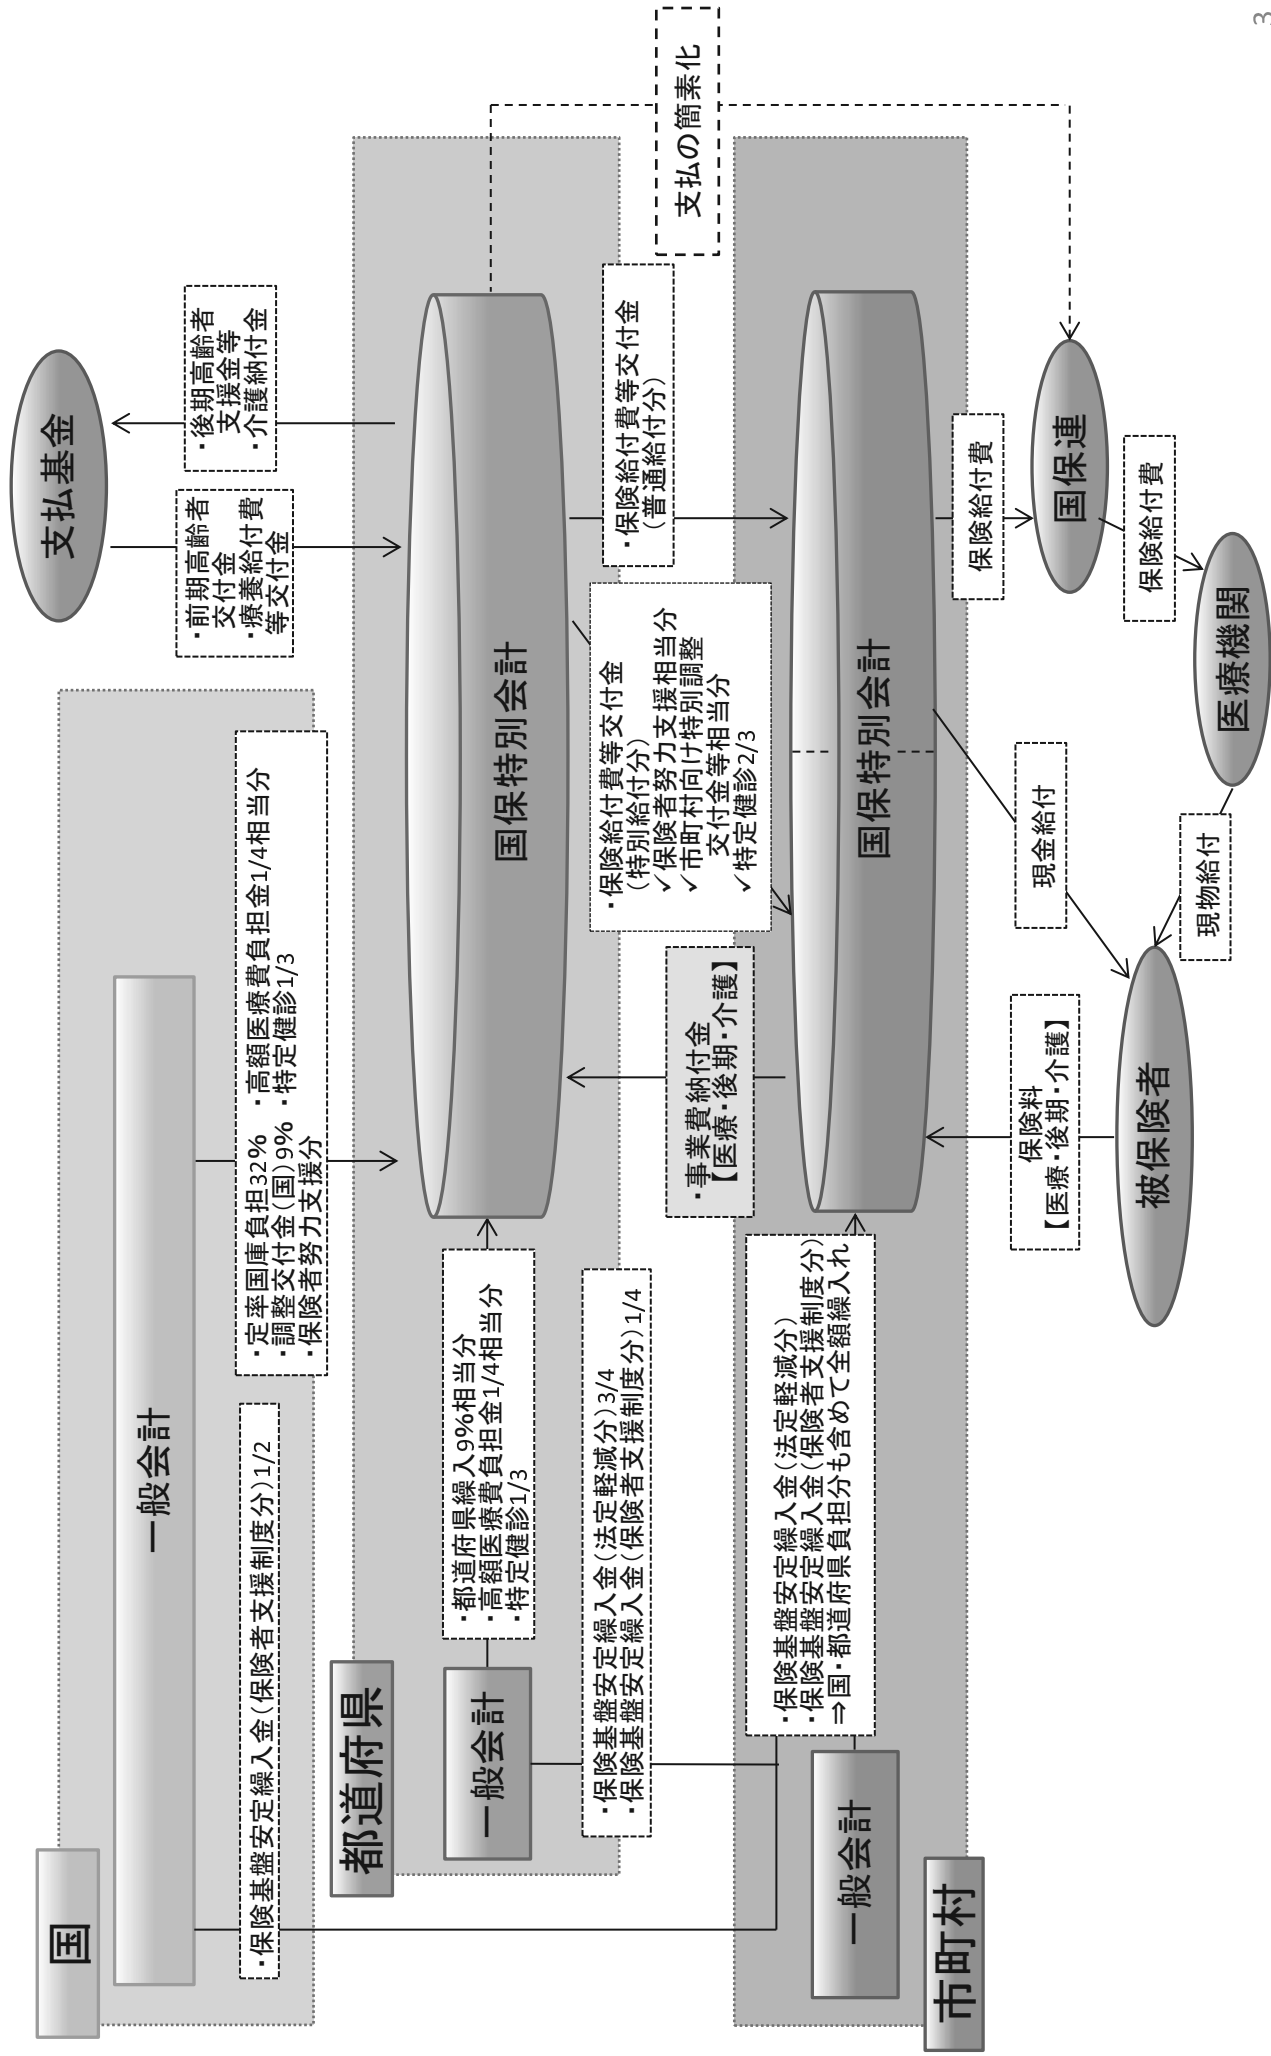 国
一般会計
・保険基盤安定繰入金(保険者支援制度分)1/2
・定率国庫負担32% ・高額医療費負担金1/4相当分
・調整交付金(国)9% ・特定健診1/3
・保険者努力支援分
支払基金
・前期高齢者
交付金
・療養給付費
等交付金
・後期高齢者
支援金等
・介護納付金
都道府県
一般会計
・都道府県繰入9%相当分
・高額医療費負担金1/4相当分
・特定健診1/3
国保特別会計
・保険基盤安定繰入金(法定軽減分)3/4
・保険基盤安定繰入金(保険者支援制度分)1/4
・事業費納付金
【医療・後期・介護】
・保険給付費等交付金
(特別給付分)
✓保険者努力支援相当分
✓市町村向け特別調整
交付金等相当分
✓特定健診2/3
・保険給付費等交付金
(普通給付分)
支払の簡素化
市町村
一般会計
・保険基盤安定繰入金(法定軽減分)
・保険基盤安定繰入金(保険者支援制度分)
⇒国・都道府県負担分も含めて全額繰入れ
国保特別会計
保険料
【医療・後期・介護】
現金給付
保険給付費
国保連
保険給付費
被保険者
現物給付
医療機関
3